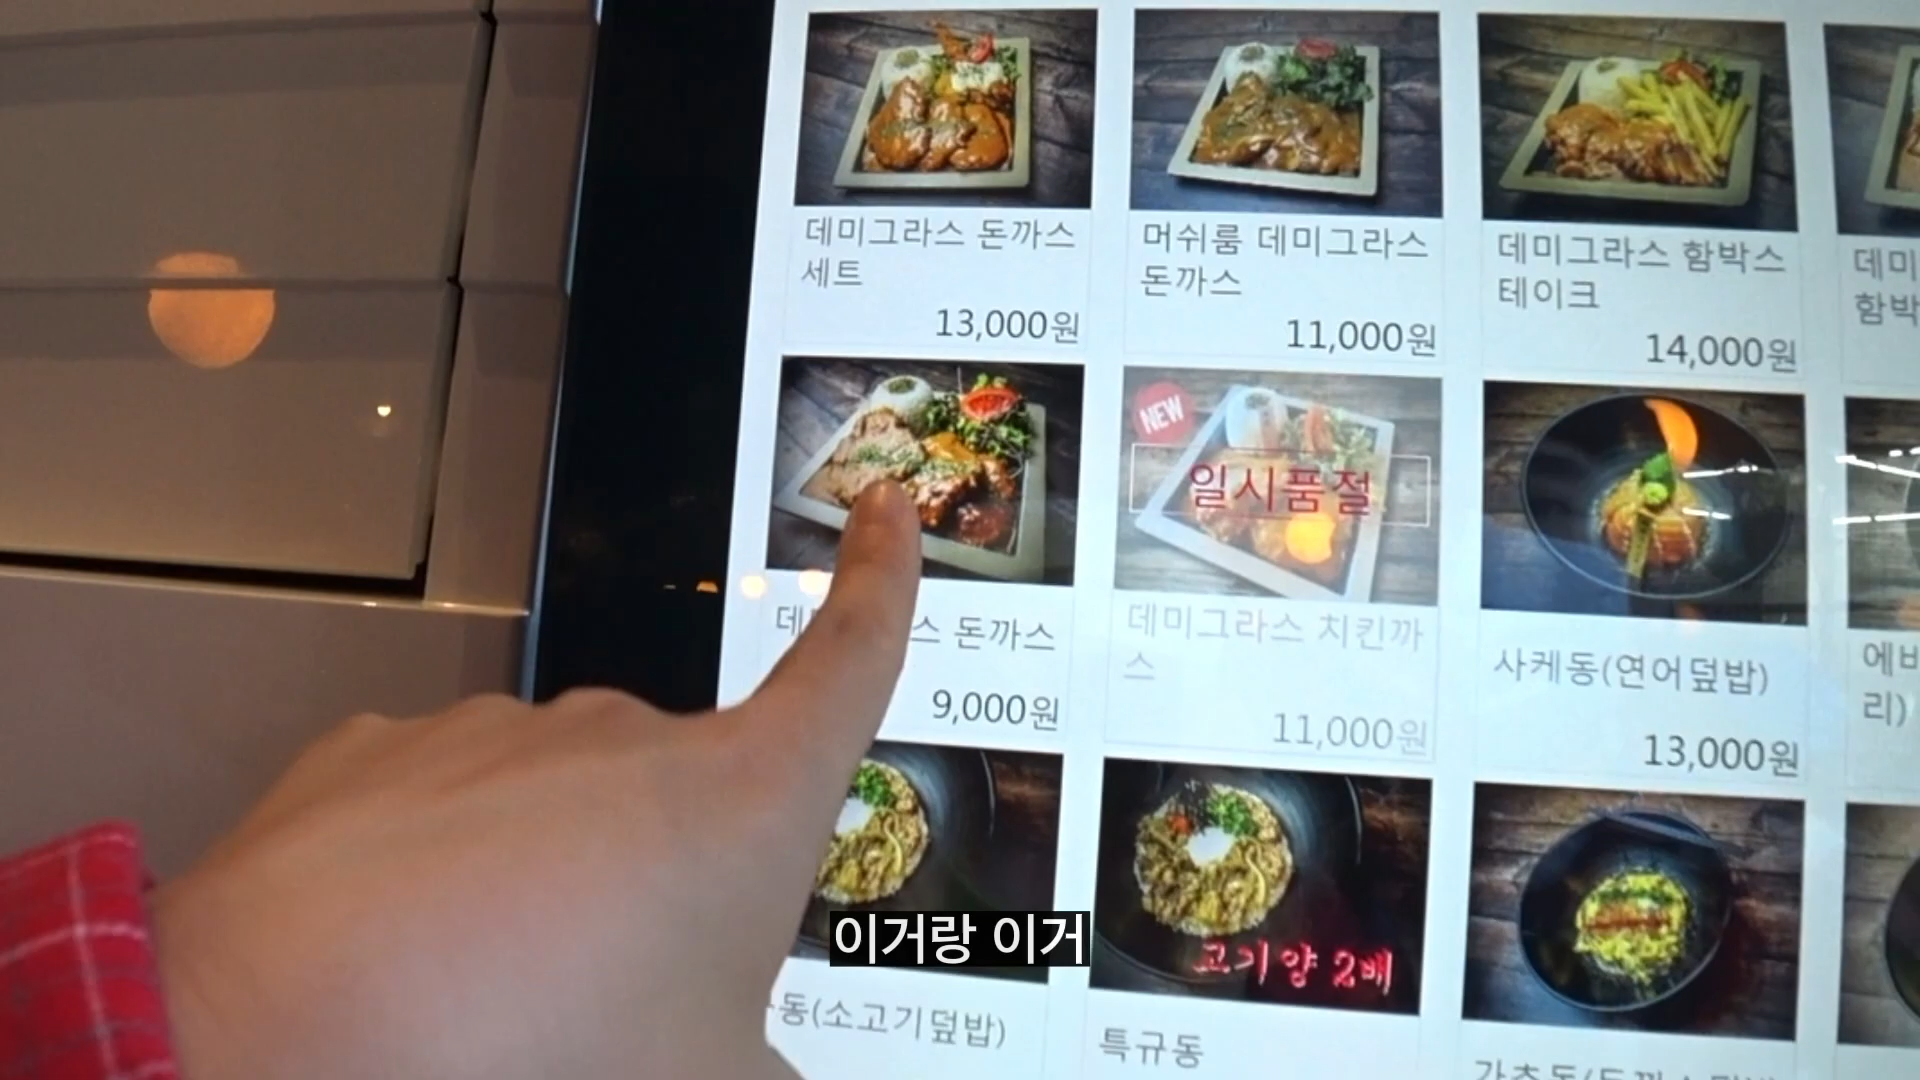 데미그라스 돈까스
세트
13,000원
머쉬룸 데미그라스
돈까스
11,000원
데미그라스 함박스
테이크
14,000원
데미
함박
스 돈까스
9,000원
NEW
일시품절
데미그라스 치킨까
스
11,000원
사케동(연어덮밥)
13,000원
에비
리)
동(소고기덮밥)
고기양 2배
특규동
이거랑 이거